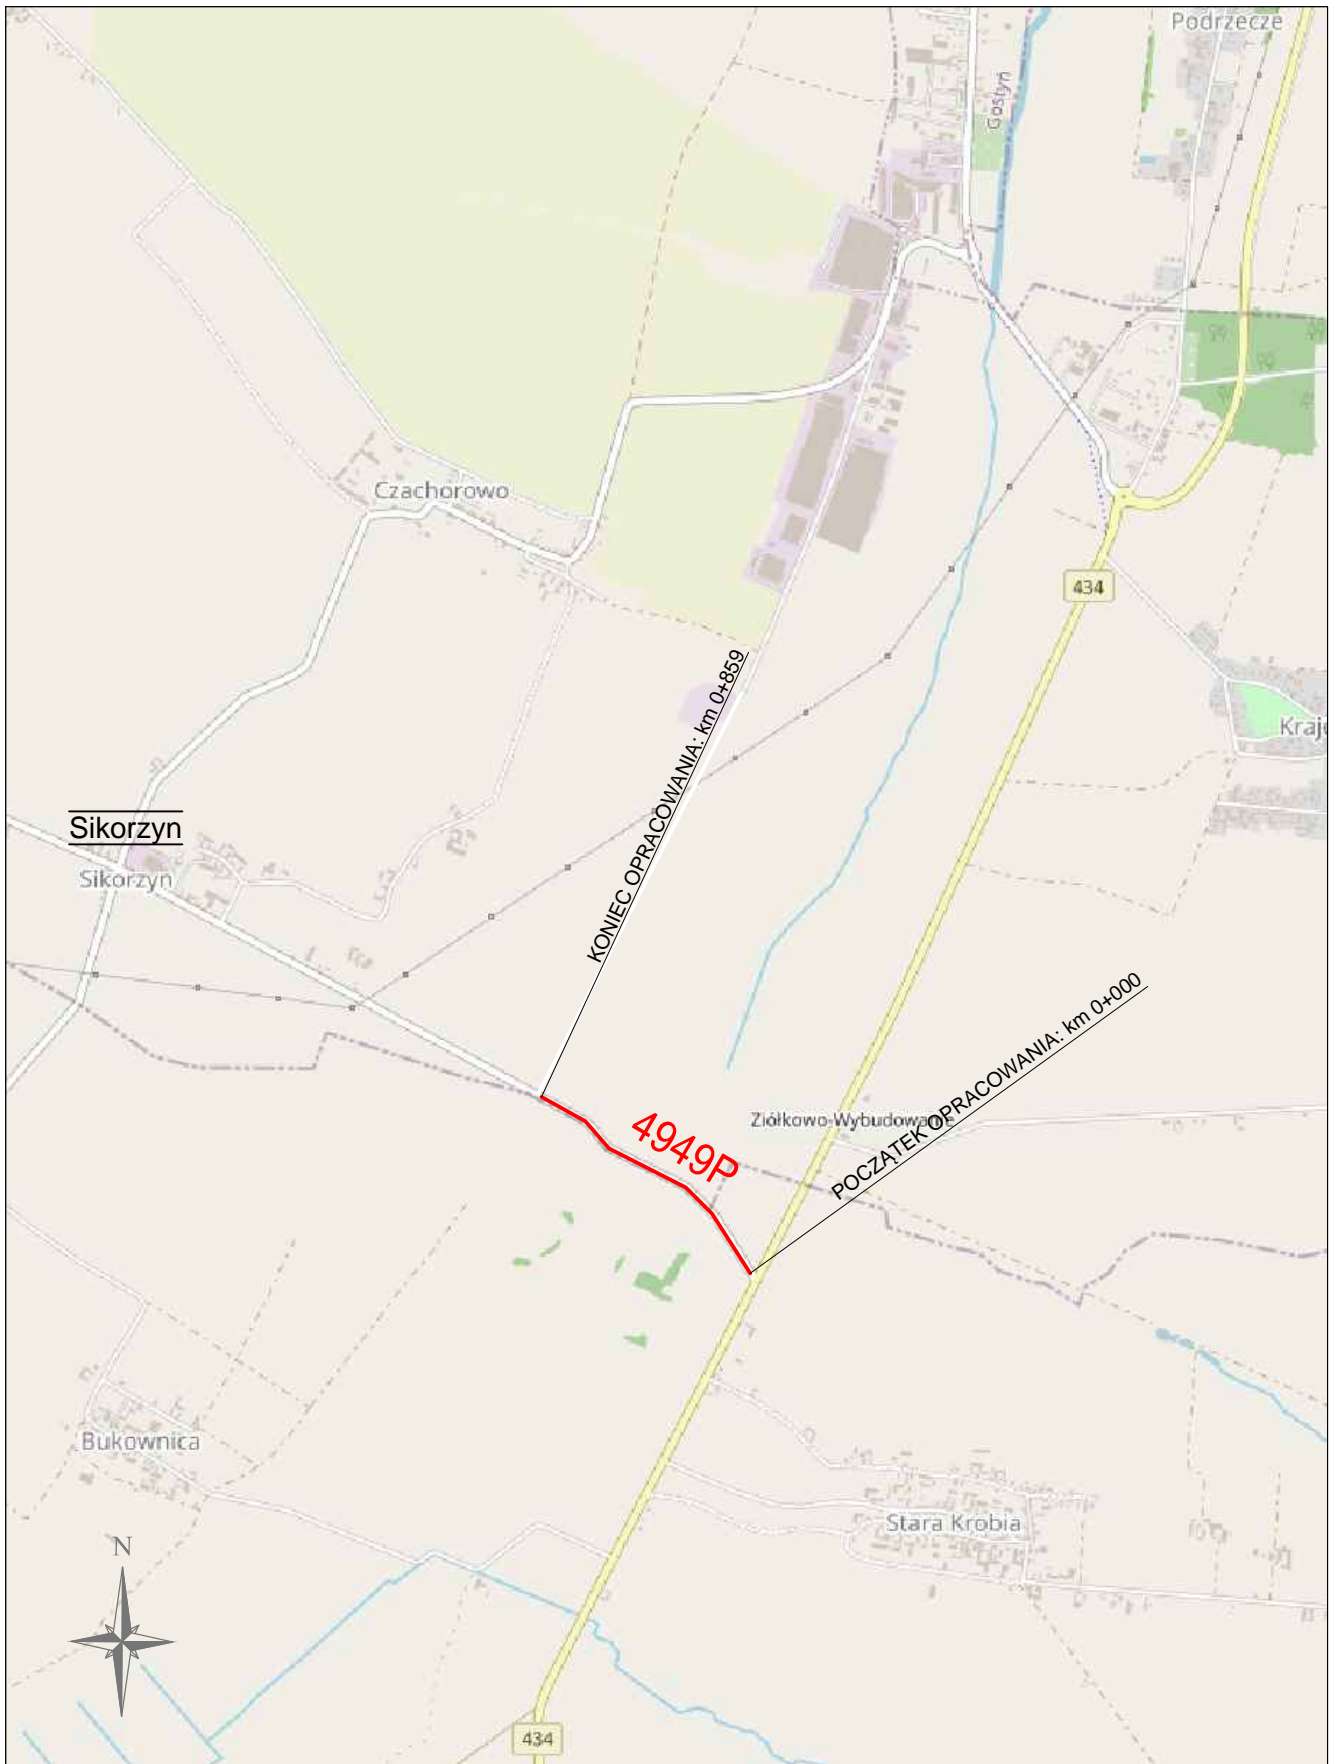 Podrzecze
Gostyń
Czachorowo
434
KONIEC OPRACOWANIA: km 0+859
Sikorzyn
Sikorzyn
POCZĄTEK OPRACOWANIA: km 0+000
Ziółkowo-Wybudowanie
4949P
Bukownica
Stara Krobia
N
434